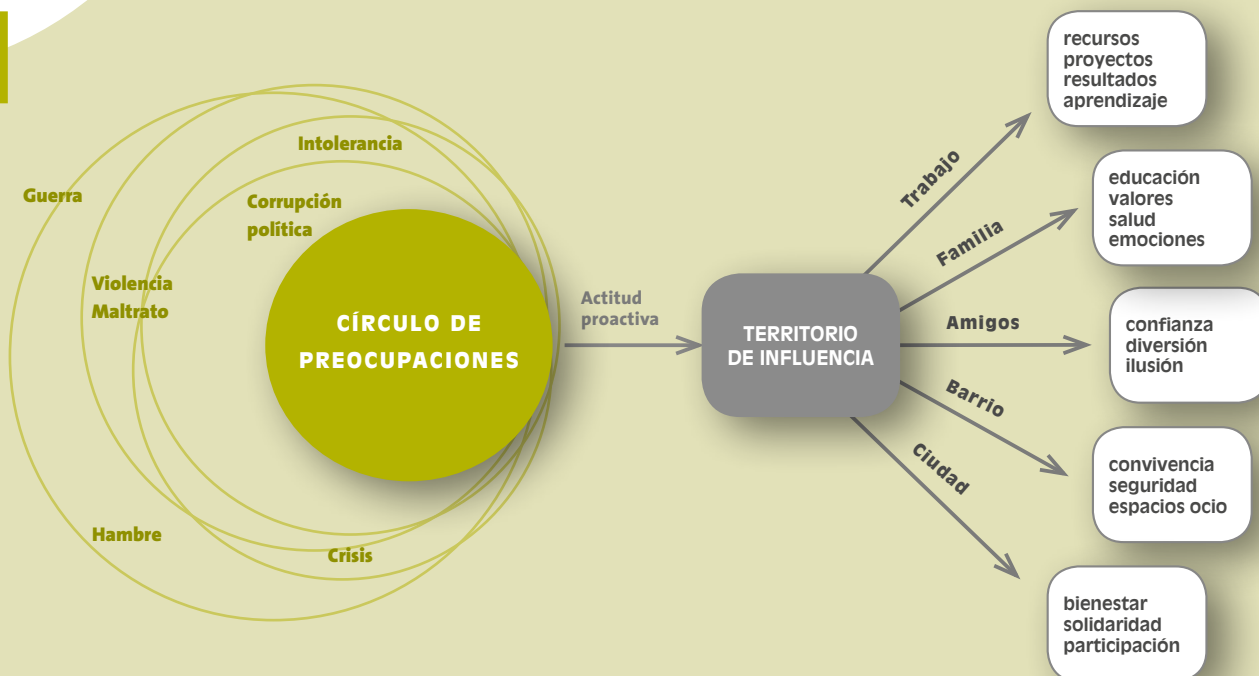 Intolerancia
Guerra
Corrupción
política
Violencia
Maltrato
CÍRCULO DE
PREOCUPACIONES
Hambre
Crisis
Actitud
proactiva
TERRITORIO
DE INFLUENCIA
Trabajo
recursos
proyectos
resultados
aprendizaje
Familia
educación
valores
salud
emociones
Amigos
confianza
diversión
ilusión
Barrio
convivencia
seguridad
espacios ocio
Ciudad
bienestar
solidaridad
participación